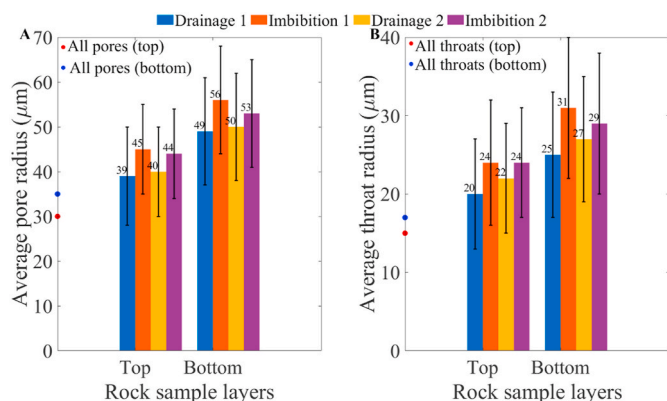 Drainage 1 Imbibition 1 Drainage 2 Imbibition 2
A
All pores (top)
All pores (bottom)
Average pore radius (μm)
70
60
50
40
30
20
10
0
39
45
40
44
49
56
50
53
Top Bottom
Rock sample layers
B
All throats (top)
All throats (bottom)
Average throat radius (μm)
40
30
20
10
0
20
24
22
24
25
31
27
29
Top Bottom
Rock sample layers